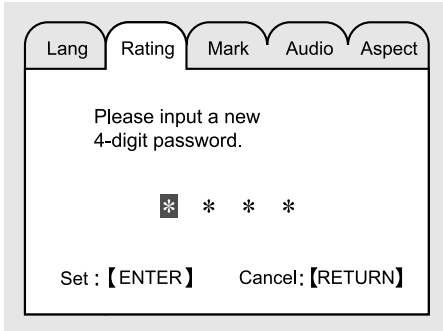 Lang Rating Mark Audio Aspect
Please input a new
4-digit password.
* * * *
Set :【ENTER】 Cancel:【RETURN】